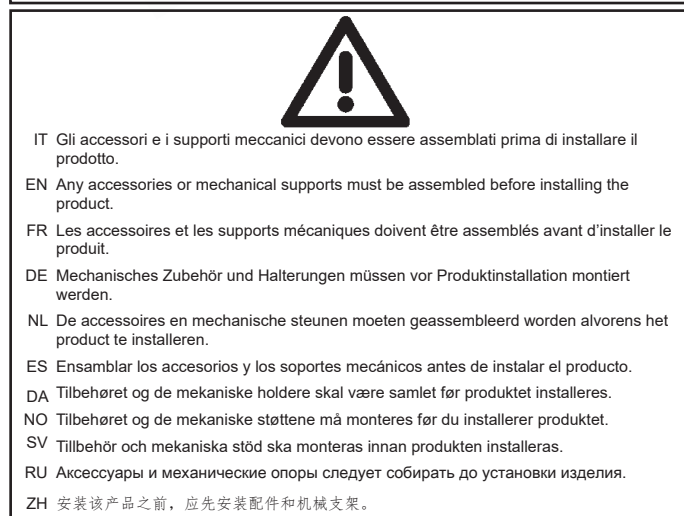 IT Gli accessori e i supporti meccanici devono essere assemblati prima di installare il
prodotto.
EN Any accessories or mechanical supports must be assembled before installing the
product.
FR Les accessoires et les supports mécaniques doivent être assemblés avant d’installer le
produit.
DE Mechanisches Zubehör und Halterungen müssen vor Produktinstallation montiert
werden.
NL De accessoires en mechanische steunen moeten geassembleerd worden alvorens het
product te installeren.
ES Ensamblar los accesorios y los soportes mecánicos antes de instalar el producto.
DA Tilbehøret og de mekaniske holdere skal være samlet før produktet installeres.
NO Tilbehøret og de mekaniske støttene må monteres før du installerer produktet.
SV Tillbehör och mekaniska stöd ska monteras innan produkten installeras.
RU Аксессуары и механические опоры следует собирать до установки изделия.
ZH 安装该产品之前，应先安装配件和机械支架。